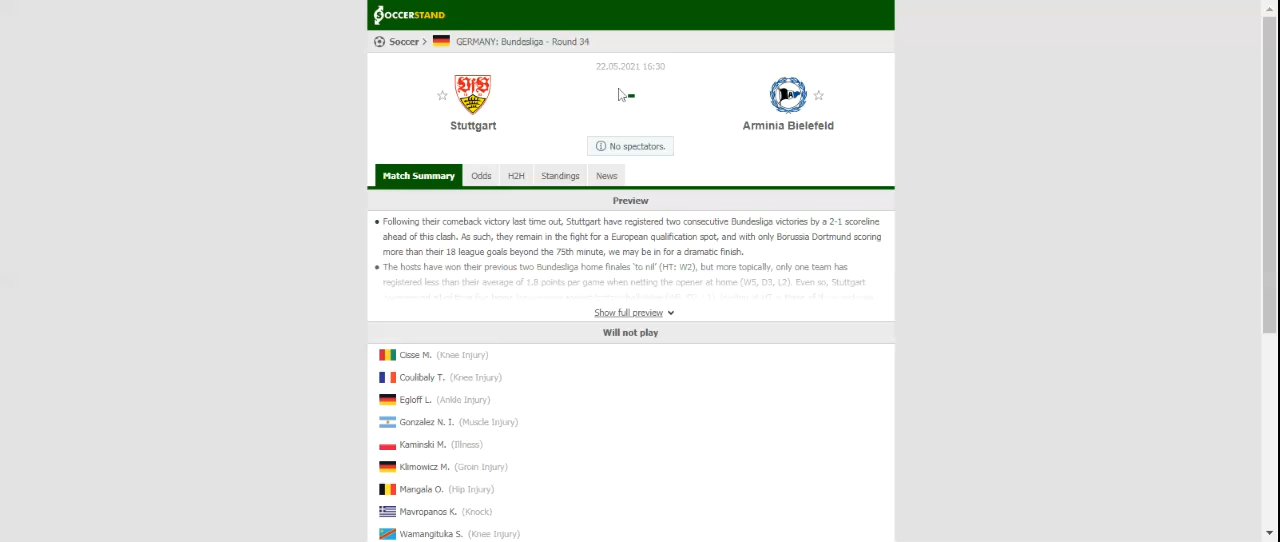 SOCCERSTAND
Soccer > GERMANY: Bundesliga - Round 34
22.05.2021 16:30
-
Stuttgart
Arminia Bielefeld
No spectators.
Match Summary Odds H2H Standings News
Preview
• Following their comeback victory last time out, Stuttgart have registered two consecutive Bundesliga victories by a 2-1 scoreline
ahead of this clash. As such, they remain in the fight for a European qualification spot, and with only Borussia Dortmund scoring
more than their 18 league goals beyond the 75th minute, we may be in for a dramatic finish.
• The hosts have won their previous two Bundesliga home finales 'to nil' (HT: W2), but more topically, only one team has
registered less than their average of 1.8 points per game when netting the opener at home (W5, D3, L2). Even so, Stuttgart
Show full preview
Will not play
Cisse M. (Knee Injury)
Coulibaly T. (Knee Injury)
Egloff L. (Ankle Injury)
Gonzalez N. I. (Muscle Injury)
Kaminski M. (Illness)
Klimowicz M. (Groin Injury)
Mangala O. (Hip Injury)
Mavropanos K. (Knock)
Wamangituka S. (Knee Injury)